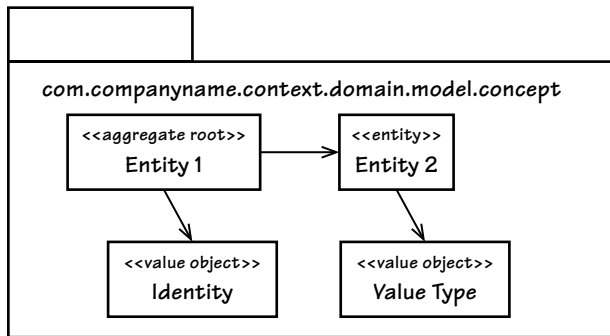 com.companyname.context.domain.model.concept
<<aggregate root>>
Entity 1
<<entity>>
Entity 2
<<value object>>
Identity
<<value object>>
Value Type